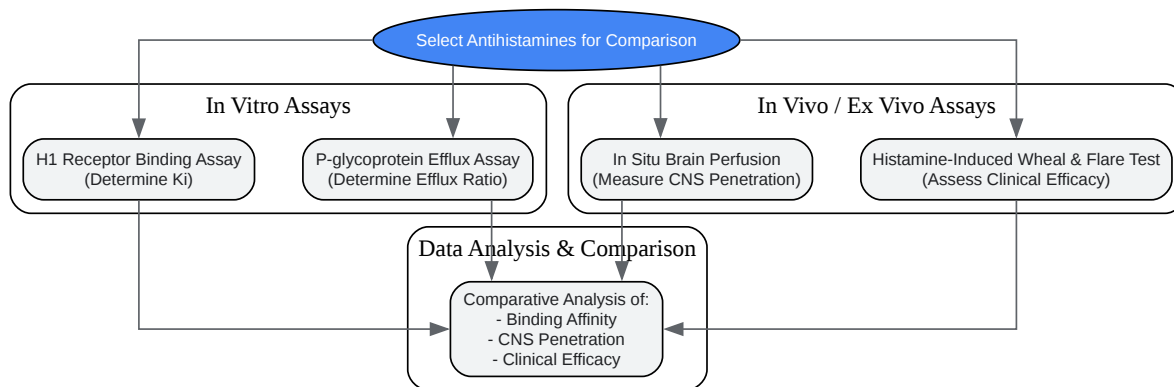 Select Antihistamines for Comparison
In Vitro Assays
In Vivo / Ex Vivo Assays
H1 Receptor Binding Assay
(Determine Ki)
P-glycoprotein Efflux Assay
(Determine Efflux Ratio)
In Situ Brain Perfusion
(Measure CNS Penetration)
Histamine-Induced Wheal & Flare Test
(Assess Clinical Efficacy)
Data Analysis & Comparison
Comparative Analysis of:
- Binding Affinity
- CNS Penetration
- Clinical Efficacy